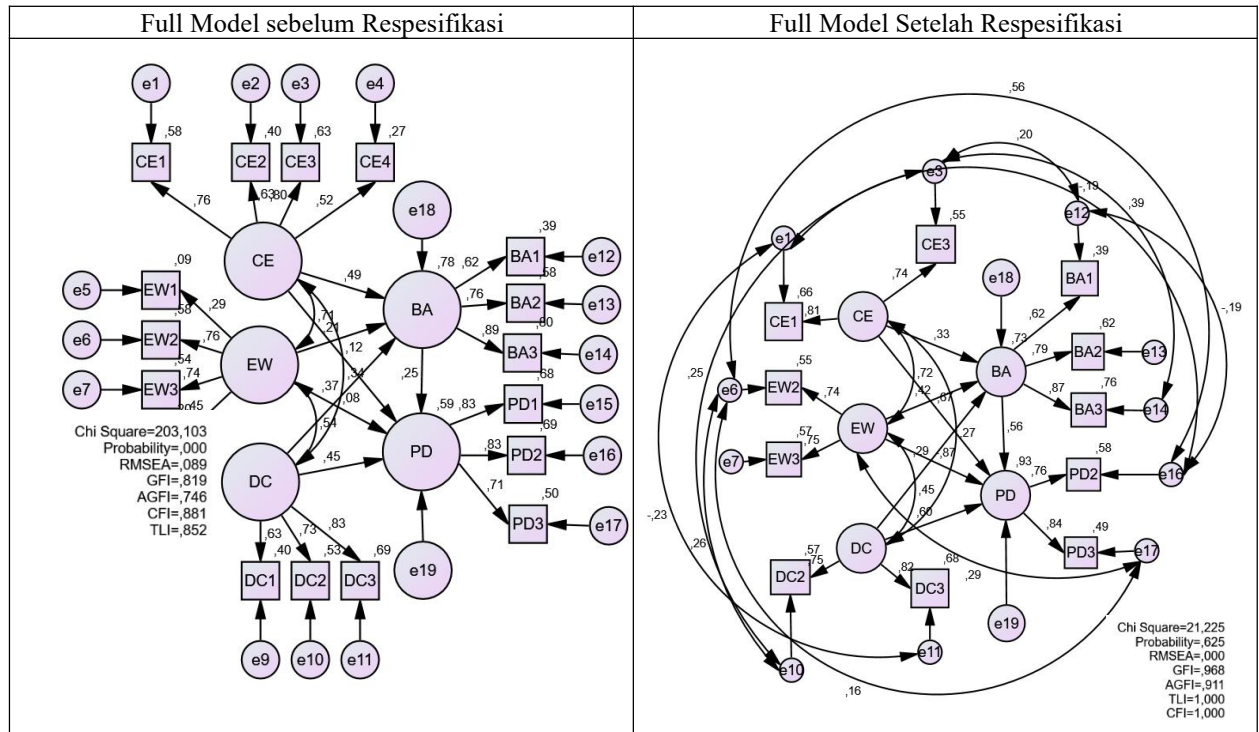 Full Model sebelum Respesifikasi
e1
e2
e3
e4
,58
,40
,63
,27
CE1
CE2
CE3
CE4
,76
,63
,80
,52
e18
CE
,39
,49
,78
,62
BA1
e12
,09
,58
e5
EW1
,29
BA
,76
BA2
e13
,58
,71
,21
,80
e6
EW2
,76
,89
BA3
e14
,54
EW
,12
,68
e7
EW3
,74
,37
,34
,25
,59
,83
PD1
e15
,45
,08
,69
,54
PD
,83
PD2
e16
,45
,71
,50
DC
PD3
e17
Chi Square=203,103
Probability=,000
RMSEA=,089
GFI=,819
AGFI=,746
CFI=,881
TLI=,852
,63
,73
,83
,40
,53
,69
DC1
DC2
DC3
e19
e9
e10
e11
Full Model Setelah Respesifikasi
,56
,20
e3
-,19
,39
e12
e1
,55
CE3
,39
BA1
-,19
,74
e18
,66
,81
CE1
CE
,33
,62
,73
,62
,79
BA2
e13
,25
,55
BA
e6
EW2
,72
,42
,67
,87
,76
BA3
e14
,74
EW
,57
,75
,27
,56
e7
EW3
,29
,87
,93
,76
,58
PD2
e16
,45
PD
-,23
,60
,84
,49
,26
DC
PD3
e17
,57
,75
,82
,68
DC2
DC3
,29
e19
e10
e11
,16
Chi Square=21,225
Probability=,625
RMSEA=,000
GFI=,968
AGFI=,911
TLI=1,000
CFI=1,000